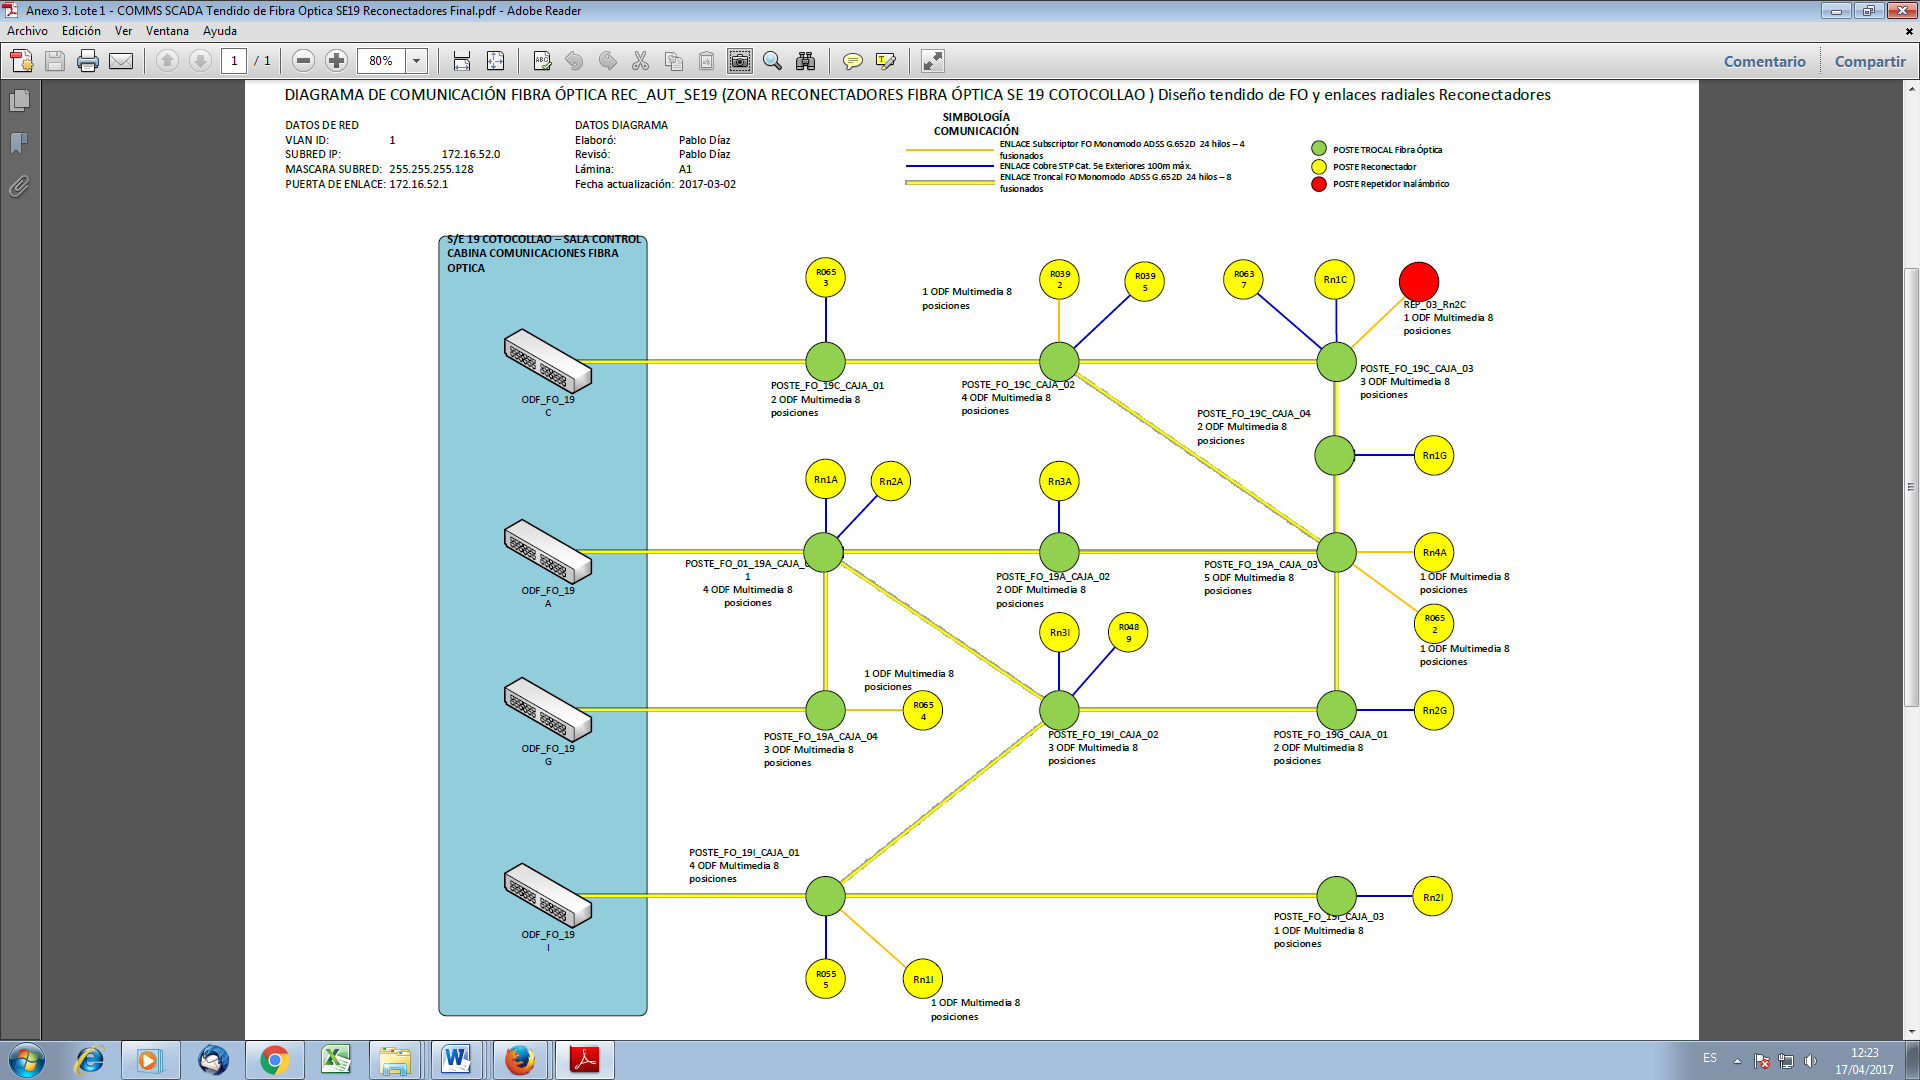 Anexo 3. Lote 1 - COMMS SCADA Tendido de Fibra Optica SE19 Reconectadores Final.pdf - Adobe Reader
Archivo Edición Ver Ventana Ayuda
1 / 1 80% Comentario Compartir
DIAGRAMA DE COMUNICACIÓN FIBRA ÓPTICA REC_AUT_SE19 (ZONA RECONECTADORES FIBRA ÓPTICA SE 19 COTOCOLLAO ) Diseño tendido de FO y enlaces radiales Reconectadores
DATOS DE RED
VLAN ID: 1
SUBRED IP: 172.16.52.0
MASCARA SUBRED: 255.255.255.128
PUERTA DE ENLACE: 172.16.52.1
DATOS DIAGRAMA
Elaboró: Pablo Díaz
Revisó: Pablo Díaz
Lámina: A1
Fecha actualización: 2017-03-02
SIMBOLOGÍA
COMUNICACIÓN
ENLACE Subscriptor FO Monomodo ADSS G.652D 24 hilos – 4
fusionados
ENLACE Cobre STP Cat. 5e Exteriores 100m máx.
ENLACE Troncal FO Monomodo ADSS G.652D 24 hilos – 8
fusionados
POSTE TROCAL Fibra Óptica
POSTE Reconectador
POSTE Repetidor Inalámbrico
S/E 19 COTOCOLLAO – SALA CONTROL
CABINA COMUNICACIONES FIBRA
OPTICA
R065
3
1 ODF Multimedia 8
posiciones
R039
2
R039
5
R063
7
Rn1C
REP_03_Rn2C
1 ODF Multimedia 8
posiciones
ODF_FO_19
C
POSTE_FO_19C_CAJA_01
2 ODF Multimedia 8
posiciones
POSTE_FO_19C_CAJA_02
4 ODF Multimedia 8
posiciones
POSTE_FO_19C_CAJA_03
3 ODF Multimedia 8
posiciones
POSTE_FO_19C_CAJA_04
2 ODF Multimedia 8
posiciones
Rn1G
Rn1A
Rn2A
Rn3A
ODF_FO_19
A
POSTE_FO_01_19A_CAJA_0
1
4 ODF Multimedia 8
posiciones
POSTE_FO_19A_CAJA_02
2 ODF Multimedia 8
posiciones
POSTE_FO_19A_CAJA_03
5 ODF Multimedia 8
posiciones
Rn4A
1 ODF Multimedia 8
posiciones
R065
2
1 ODF Multimedia 8
posiciones
Rn3I
R048
9
1 ODF Multimedia 8
posiciones
R065
4
ODF_FO_19
G
POSTE_FO_19A_CAJA_04
3 ODF Multimedia 8
posiciones
POSTE_FO_19I_CAJA_02
3 ODF Multimedia 8
posiciones
POSTE_FO_19G_CAJA_01
2 ODF Multimedia 8
posiciones
Rn2G
POSTE_FO_19I_CAJA_01
4 ODF Multimedia 8
posiciones
ODF_FO_19
I
POSTE_FO_19I_CAJA_03
1 ODF Multimedia 8
posiciones
Rn2I
R055
5
Rn1I
1 ODF Multimedia 8
posiciones
ES
12:23
17/04/2017